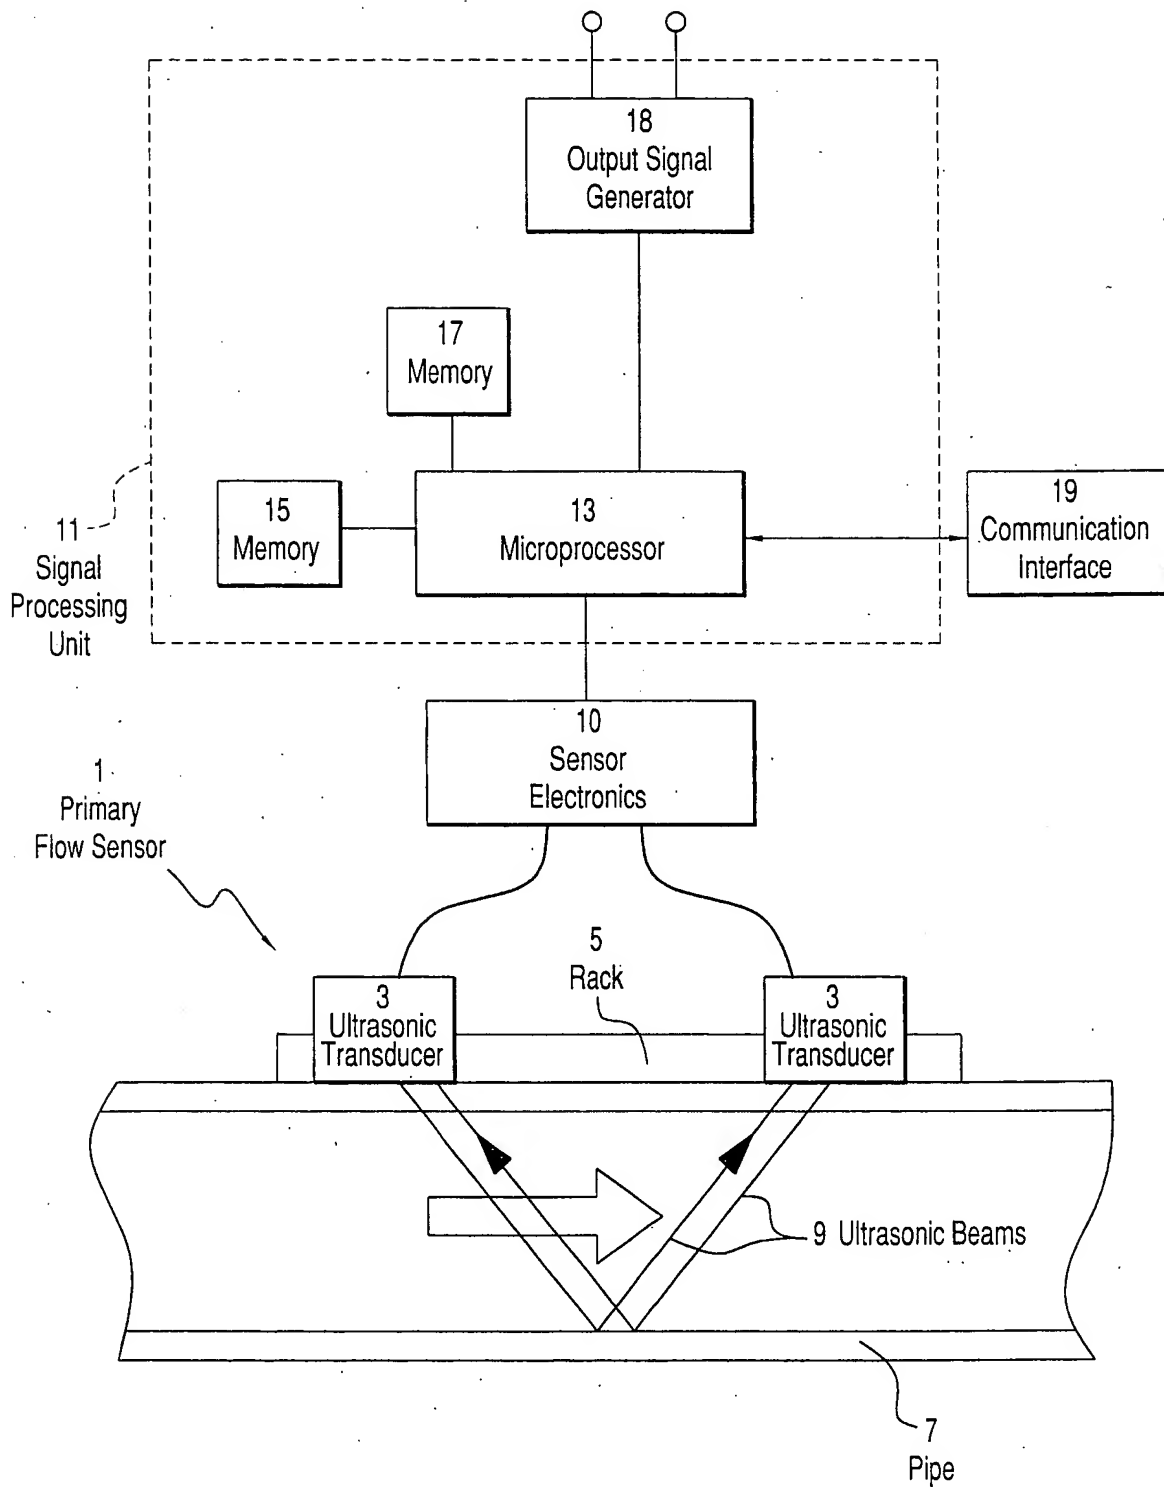 18
Output Signal
Generator
17
Memory
15
Memory
13
Microprocessor
19
Communication
Interface
11
Signal
Processing
Unit
10
Sensor
Electronics
1
Primary
Flow Sensor
5
Rack
3
Ultrasonic
Transducer
3
Ultrasonic
Transducer
9 Ultrasonic Beams
7
Pipe